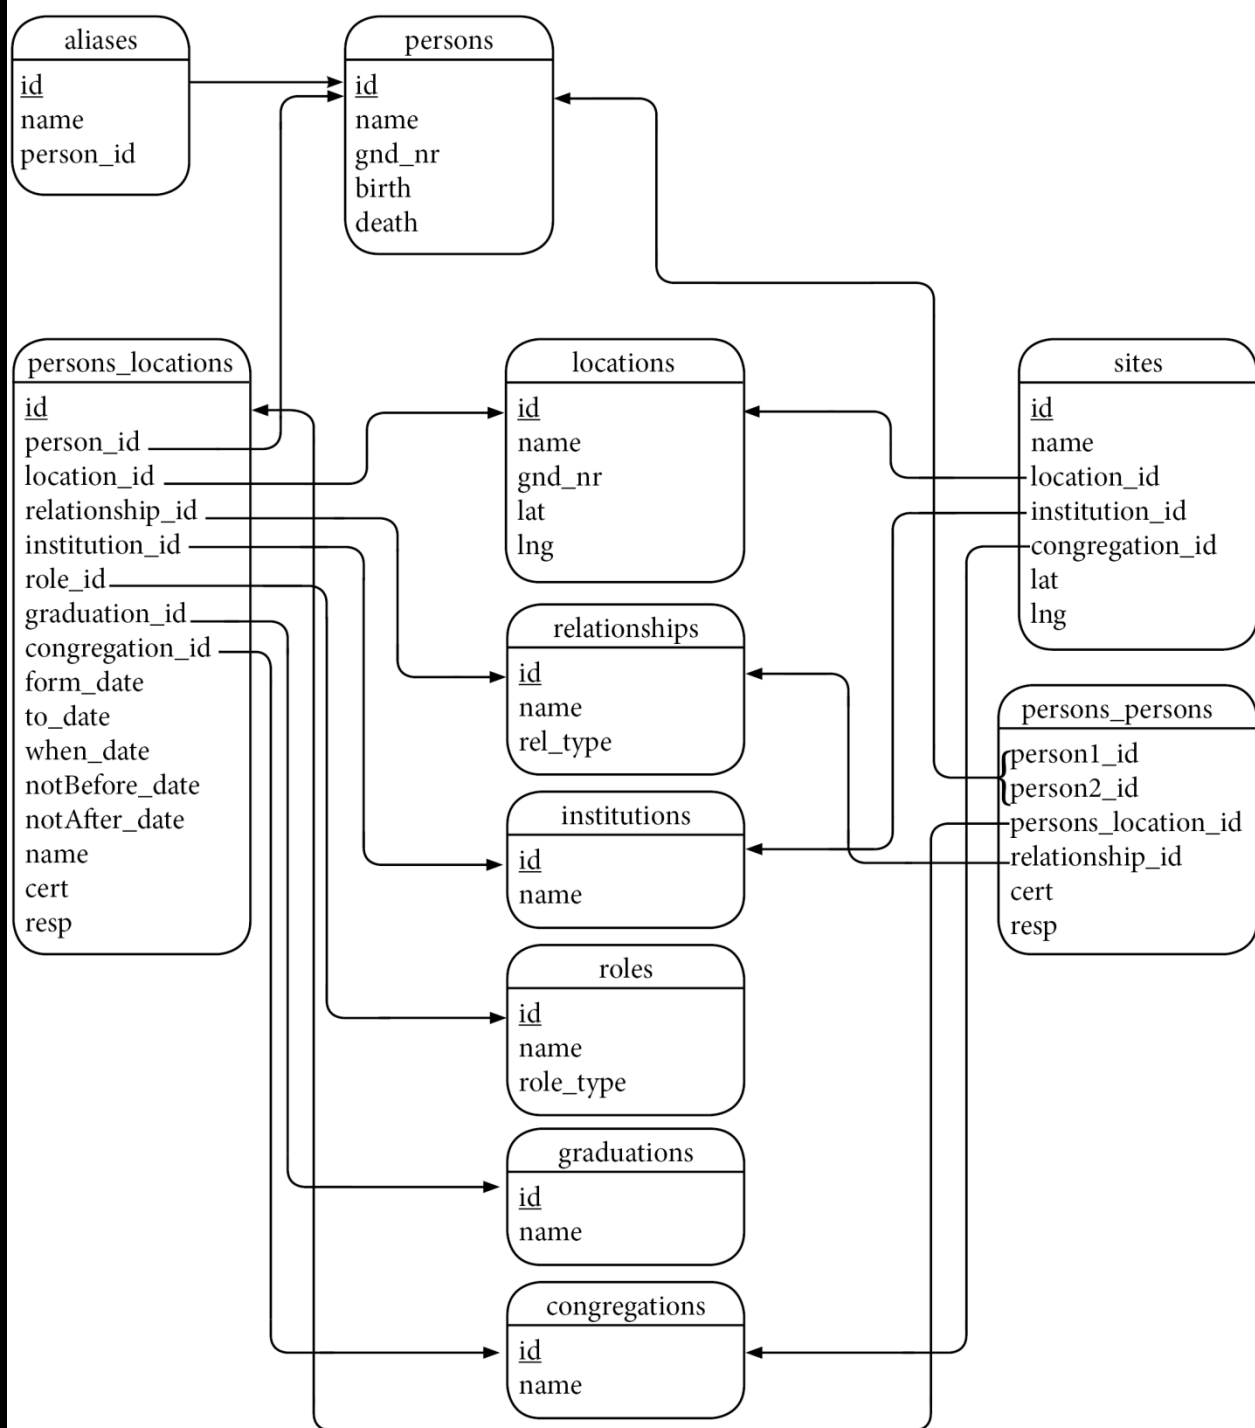 aliases
id
name
person_id
persons
id
name
gnd_nr
birth
death
persons_locations
id
person_id
location_id
relationship_id
institution_id
role_id
graduation_id
congregation_id
form_date
to_date
when_date
notBefore_date
notAfter_date
name
cert
resp
locations
id
name
gnd_nr
lat
lng
relationships
id
name
rel_type
institutions
id
name
roles
id
name
role_type
graduations
id
name
congregations
id
name
sites
id
name
location_id
institution_id
congregation_id
lat
lng
persons_persons
person1_id
person2_id
persons_location_id
relationship_id
cert
resp